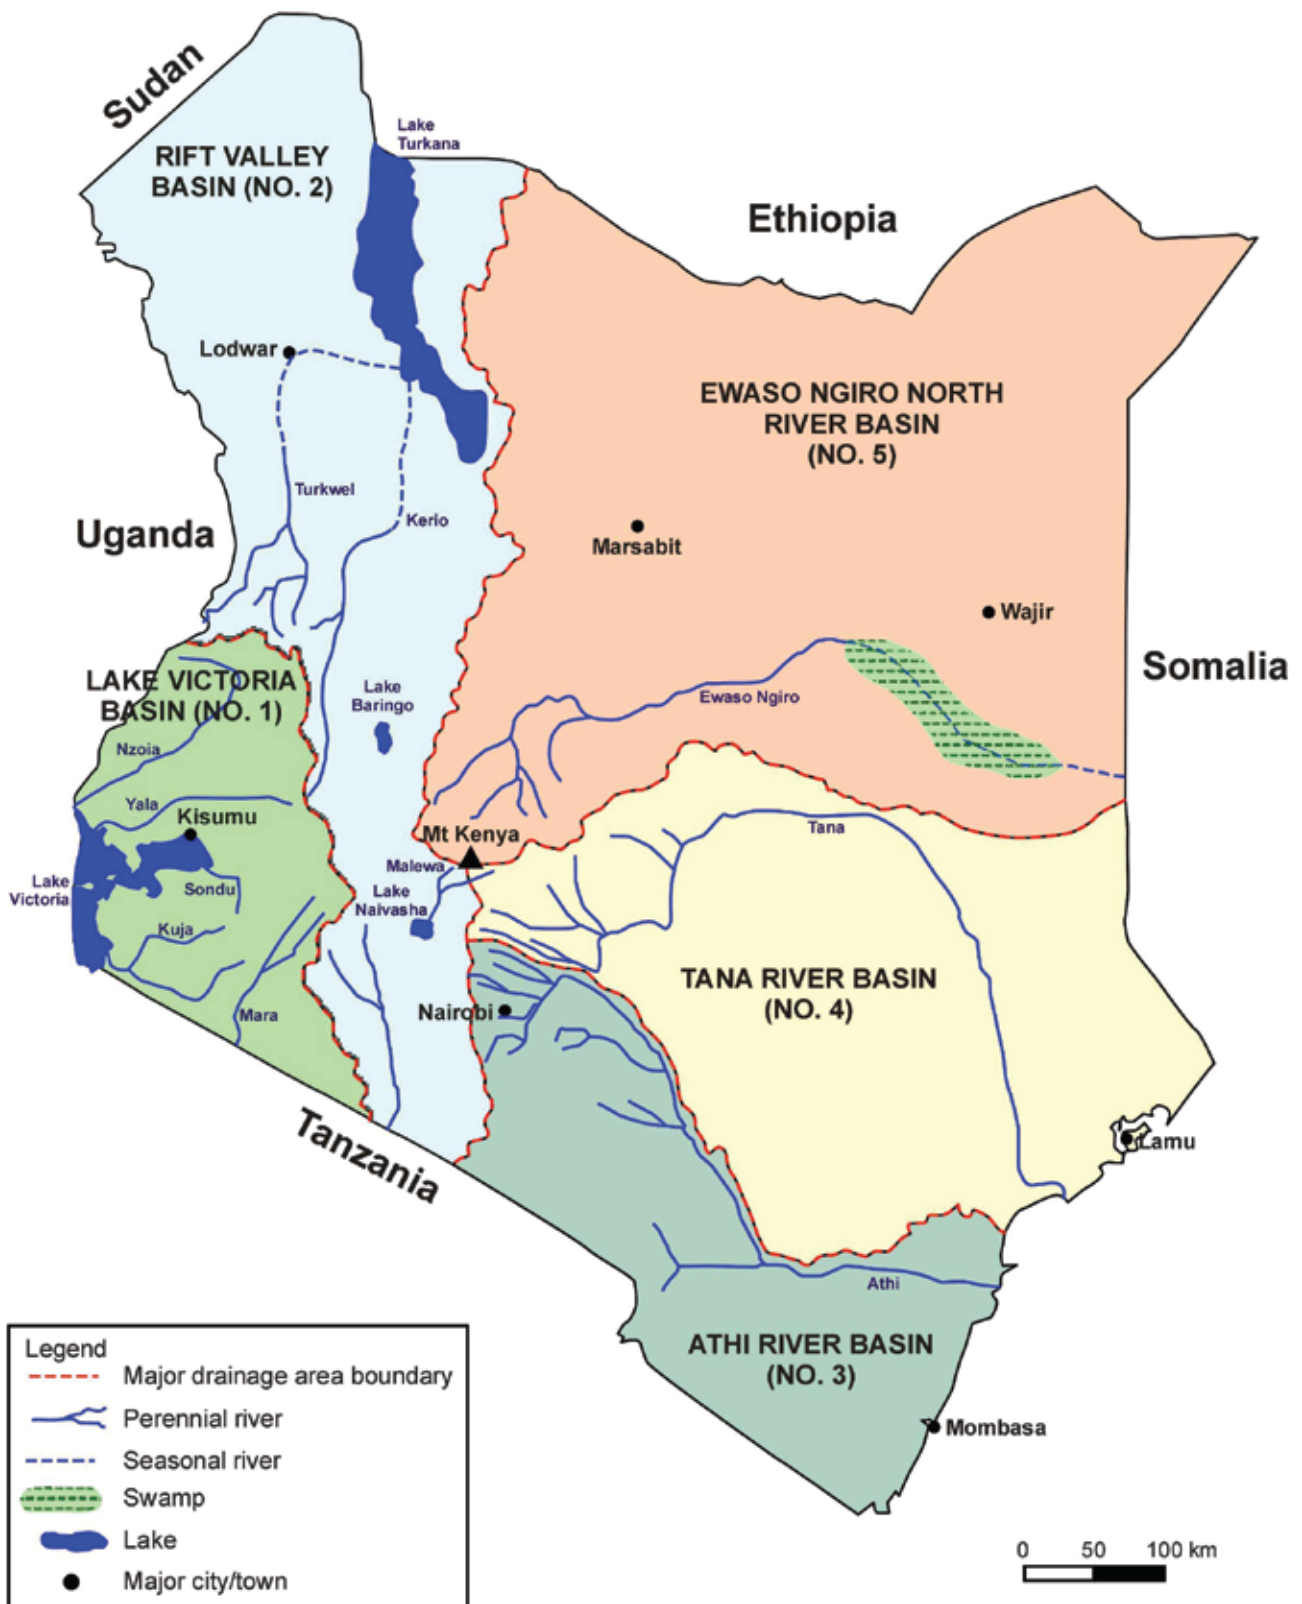 Sudan
Lake
Turkana
RIFT VALLEY
BASIN (NO. 2)
Ethiopia
Lodwar
EWASO NGIRO NORTH
RIVER BASIN
(NO. 5)
Turkwel
Kerio
Uganda
Marsabit
Wajir
Somalia
LAKE VICTORIA
BASIN (NO. 1)
Lake
Baringo
Ewaso Ngiro
Nzoia
Yala
Kisumu
Mt Kenya
Tana
Malewa
Lake
Victoria
Sondu
Lake
Naivasha
Kuja
TANA RIVER BASIN
(NO. 4)
Nairobi
Mara
Tanzania
Lamu
Athi
ATHI RIVER BASIN
(NO. 3)
Mombasa
Legend
Major drainage area boundary
Perennial river
Seasonal river
Swamp
Lake
Major city/town
0 50 100 km